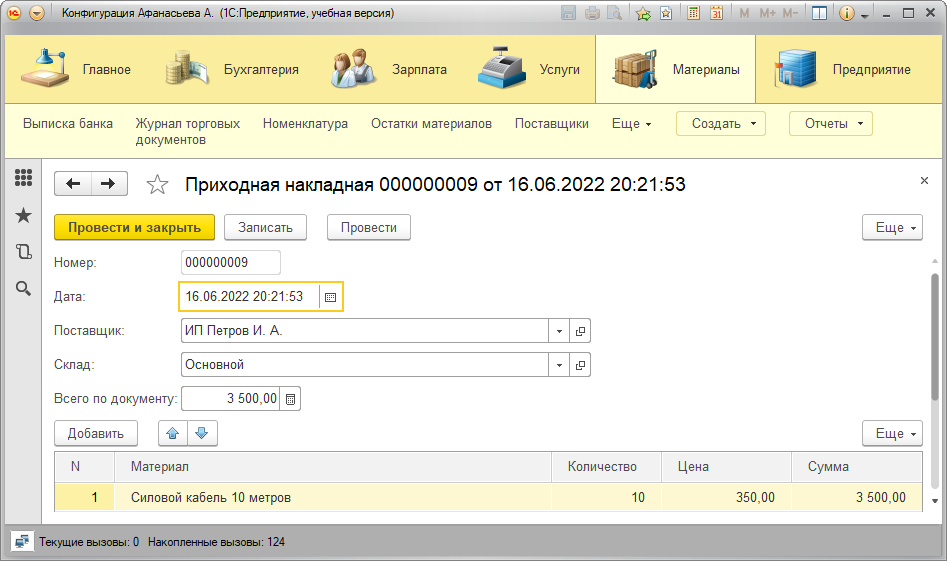 Конфигурация Афанасьева А. (1С:Предприятие, учебная версия)
M M+ M-
Главное Бухгалтерия Зарплата Услуги Материалы Предприятие
Выписка банка Журнал торговых документов Номенклатура Остатки материалов Поставщики Еще Создать Отчеты
Приходная накладная 000000009 от 16.06.2022 20:21:53
Провести и закрыть Записать Провести Еще
Номер: 000000009
Дата: 16.06.2022 20:21:53
Поставщик: ИП Петров И. А.
Склад: Основной
Всего по документу: 3 500,00
Добавить Еще
N Материал Количество Цена Сумма
1 Силовой кабель 10 метров 10 350,00 3 500,00
Текущие вызовы: 0 Накопленные вызовы: 124